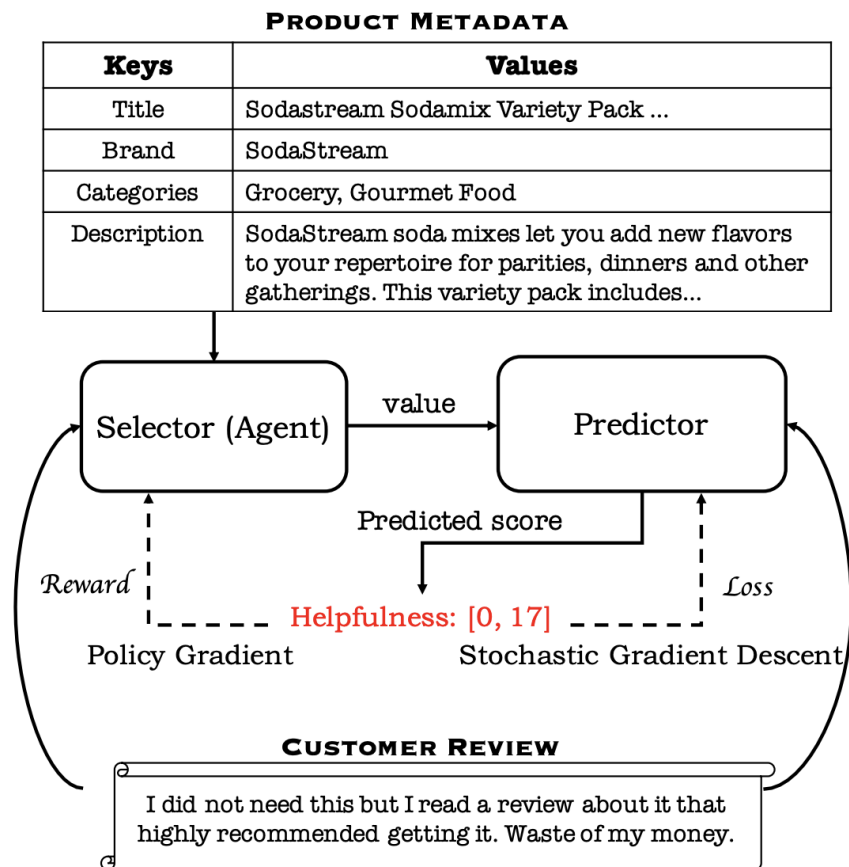 PRODUCT METADATA
Keys Values
Title Sodastream Sodamix Variety Pack ...
Brand SodaStream
Categories Grocery, Gourmet Food
Description SodaStream soda mixes let you add new flavors
to your repertoire for parities, dinners and other
gatherings. This variety pack includes...
Selector (Agent)
value
Predictor
Predicted score
Reward
Loss
Helpfulness: [0, 17]
Policy Gradient
Stochastic Gradient Descent
CUSTOMER REVIEW
I did not need this but I read a review about it that
highly recommended getting it. Waste of my money.